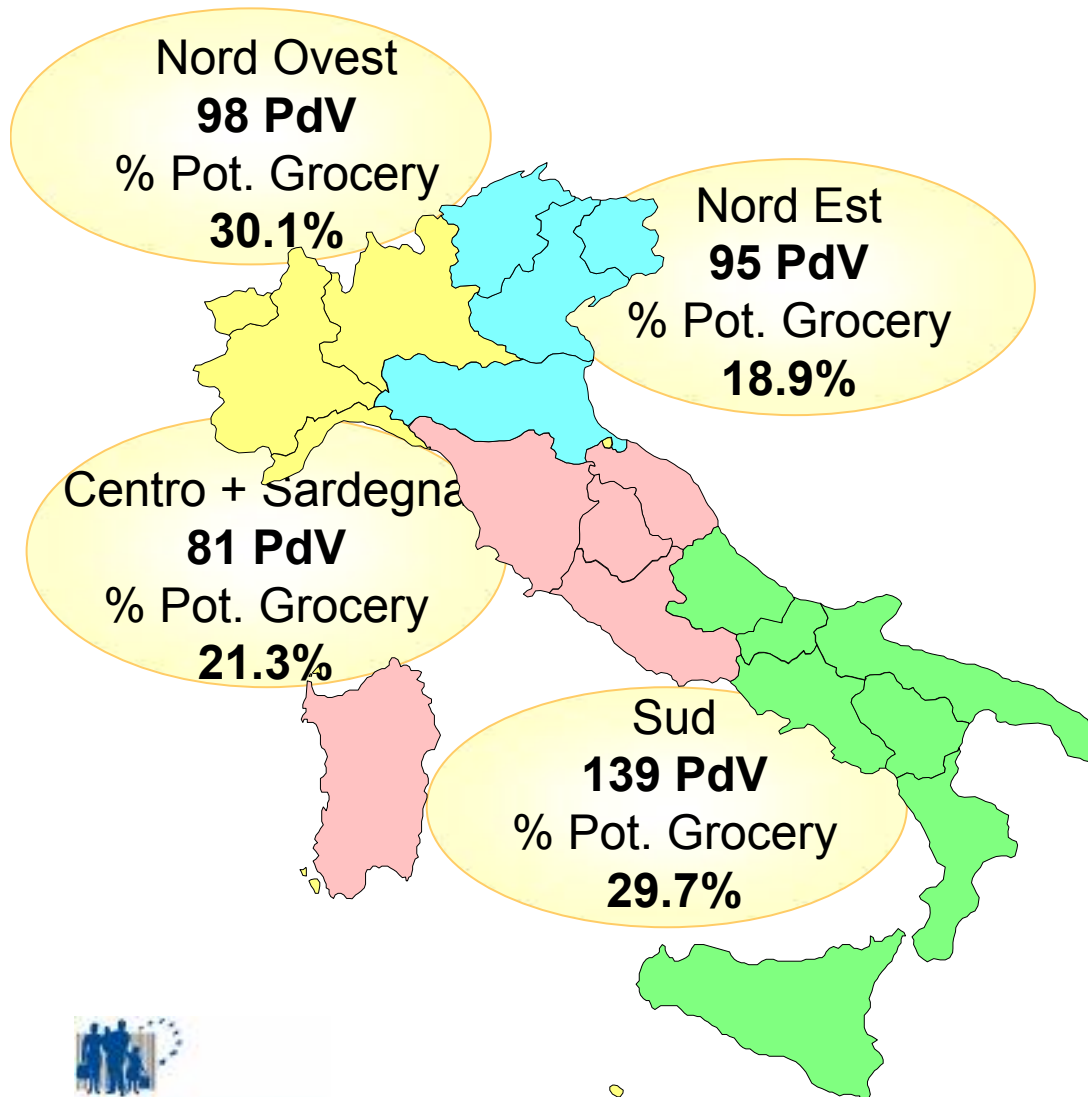 Nord Ovest
98 PdV
% Pot. Grocery
30.1%
Nord Est
95 PdV
% Pot. Grocery
18.9%
Centro + Sardegna
81 PdV
% Pot. Grocery
21.3%
Sud
139 PdV
% Pot. Grocery
29.7%